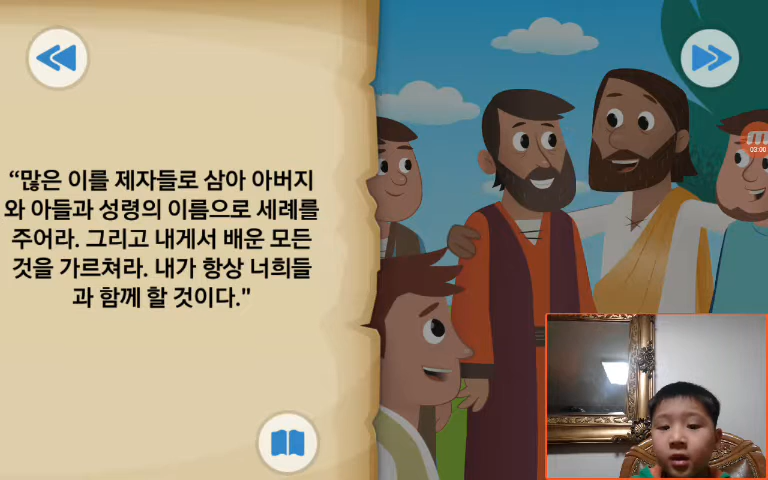 “많은 이를 제자들로 삼아 아버지
와 아들과 성령의 이름으로 세례를
주어라. 그리고 내게서 배운 모든
것을 가르쳐라. 내가 항상 너희들
과 함께 할 것이다."
03:00